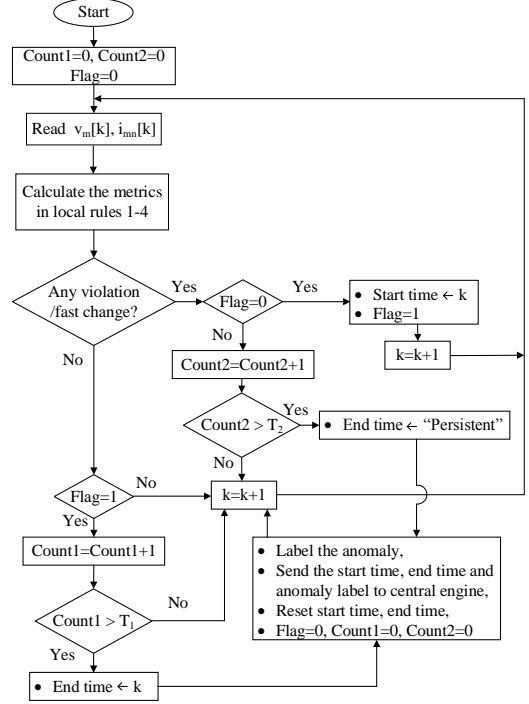 Start
Count1=0, Count2=0
Flag=0
Read v_m[k], i_mn[k]
Calculate the metrics
in local rules 1-4
Any violation
/fast change?
Yes
Flag=0
Yes
• Start time ← k
• Flag=1
k=k+1
No
Count2=Count2+1
Count2 > T_2
Yes
• End time ← “Persistent”
No
No
Flag=1
No
k=k+1
Yes
Count1=Count1+1
Count1 > T_1
No
Yes
• End time ← k
• Label the anomaly,
• Send the start time, end time and
anomaly label to central engine,
• Reset start time, end time,
• Flag=0, Count1=0, Count2=0